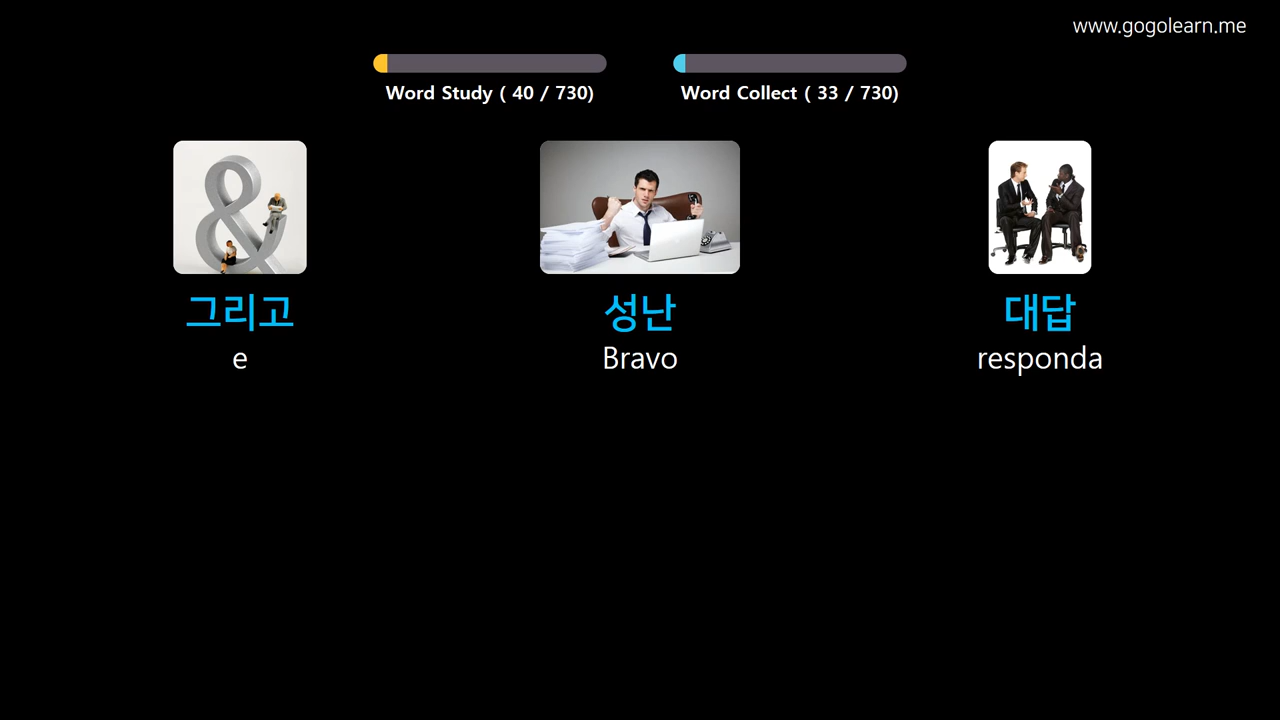 www.gogolearn.me
Word Study ( 40 / 730)
Word Collect ( 33 / 730)
&
그리고
e
성난
Bravo
대답
responda